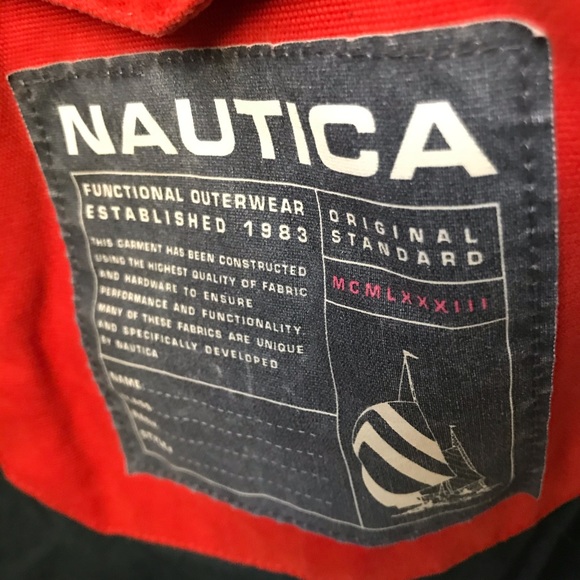 NAUTICA
FUNCTIONAL OUTERWEAR
ESTABLISHED 1983
THIS GARMENT HAS BEEN CONSTRUCTED
USING THE HIGHEST QUALITY OF FABRIC
AND HARDWARE TO ENSURE
PERFORMANCE AND FUNCTIONALITY.
MANY OF THESE FABRICS ARE UNIQUE
AND SPECIFICALLY DEVELOPED
BY NAUTICA
NAME:
ORIGINAL
STANDARD
MCMLXXXIII